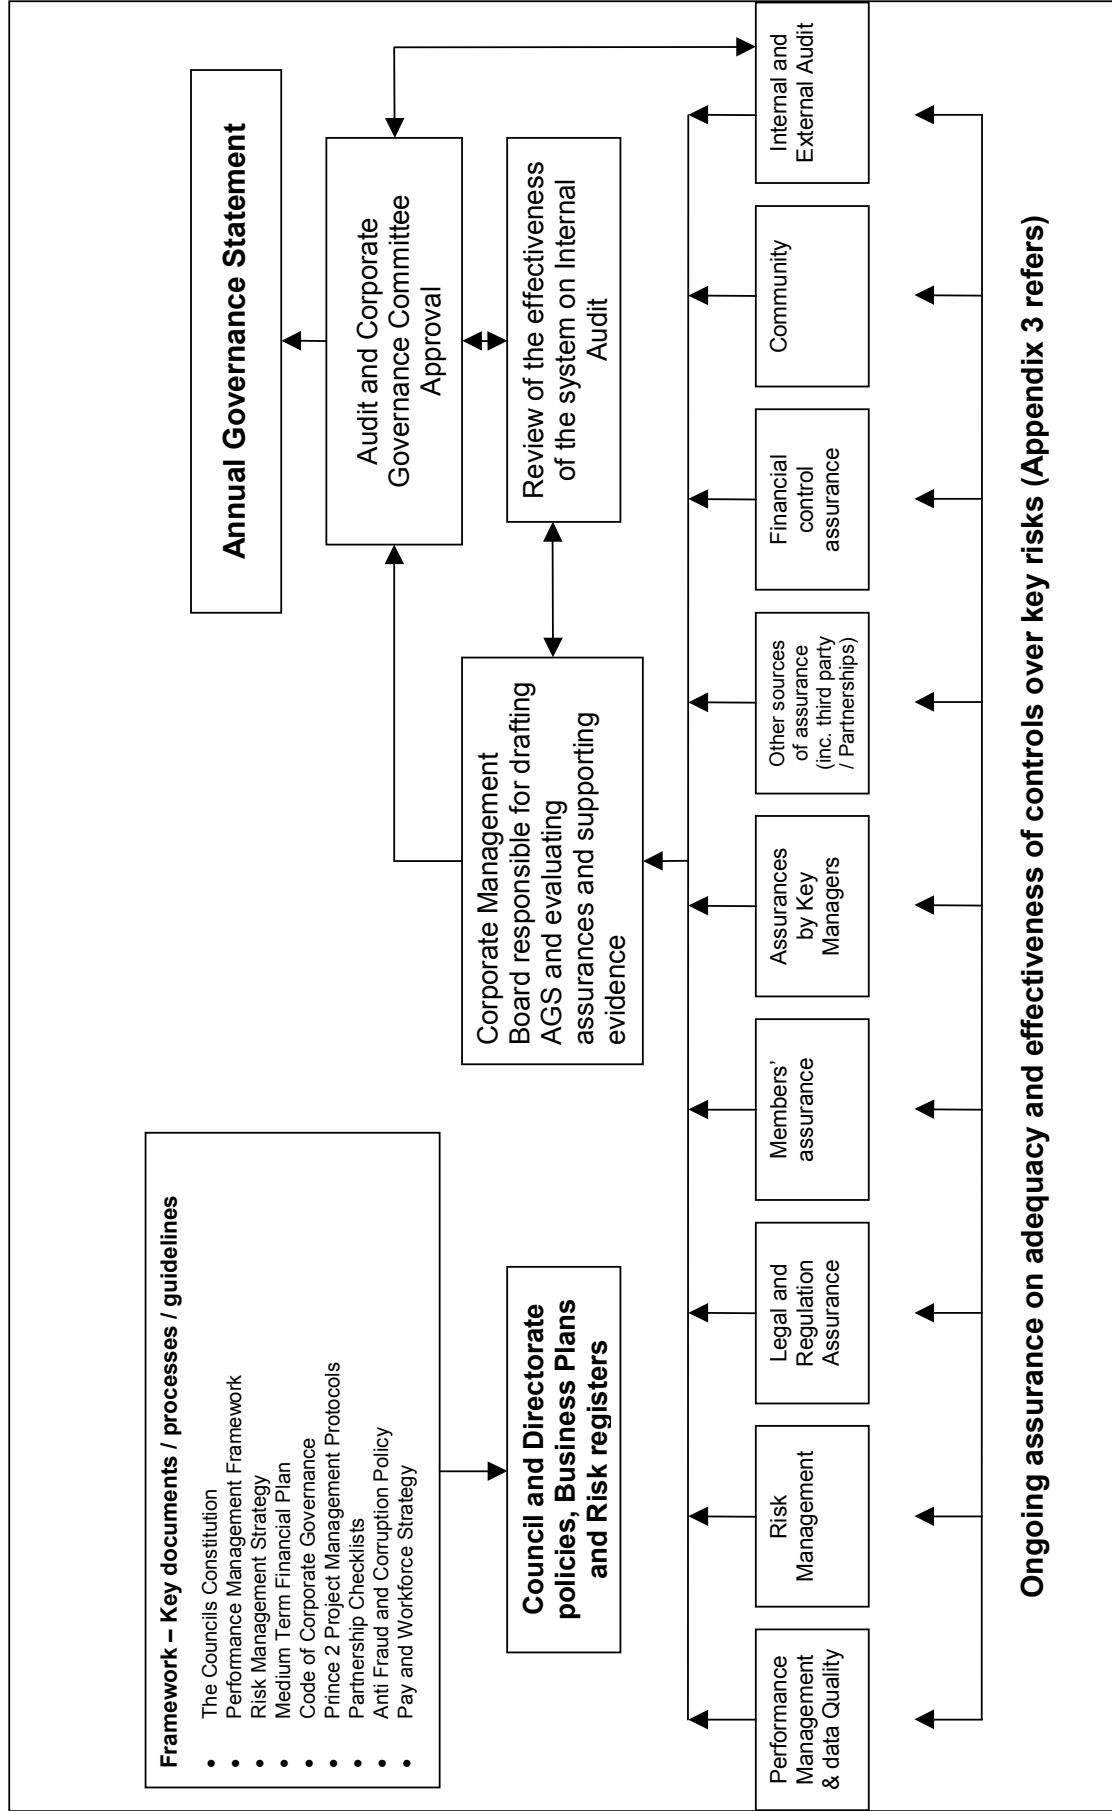 Framework – Key documents / processes / guidelines
• The Councils Constitution
• Performance Management Framework
• Risk Management Strategy
• Medium Term Financial Plan
• Code of Corporate Governance
• Prince 2 Project Management Protocols
• Partnership Checklists
• Anti Fraud and Corruption Policy
• Pay and Workforce Strategy
Council and Directorate
policies, Business Plans
and Risk registers
Annual Governance Statement
Audit and Corporate
Governance Committee
Approval
Review of the effectiveness
of the system on Internal
Audit
Corporate Management
Board responsible for drafting
AGS and evaluating
assurances and supporting
evidence
Performance
Management
& data Quality
Risk
Management
Legal and
Regulation
Assurance
Members’
assurance
Assurances
by Key
Managers
Other sources
of assurance
(inc. third party
/ Partnerships)
Financial
control
assurance
Community
Internal and
External Audit
Ongoing assurance on adequacy and effectiveness of controls over key risks (Appendix 3 refers)